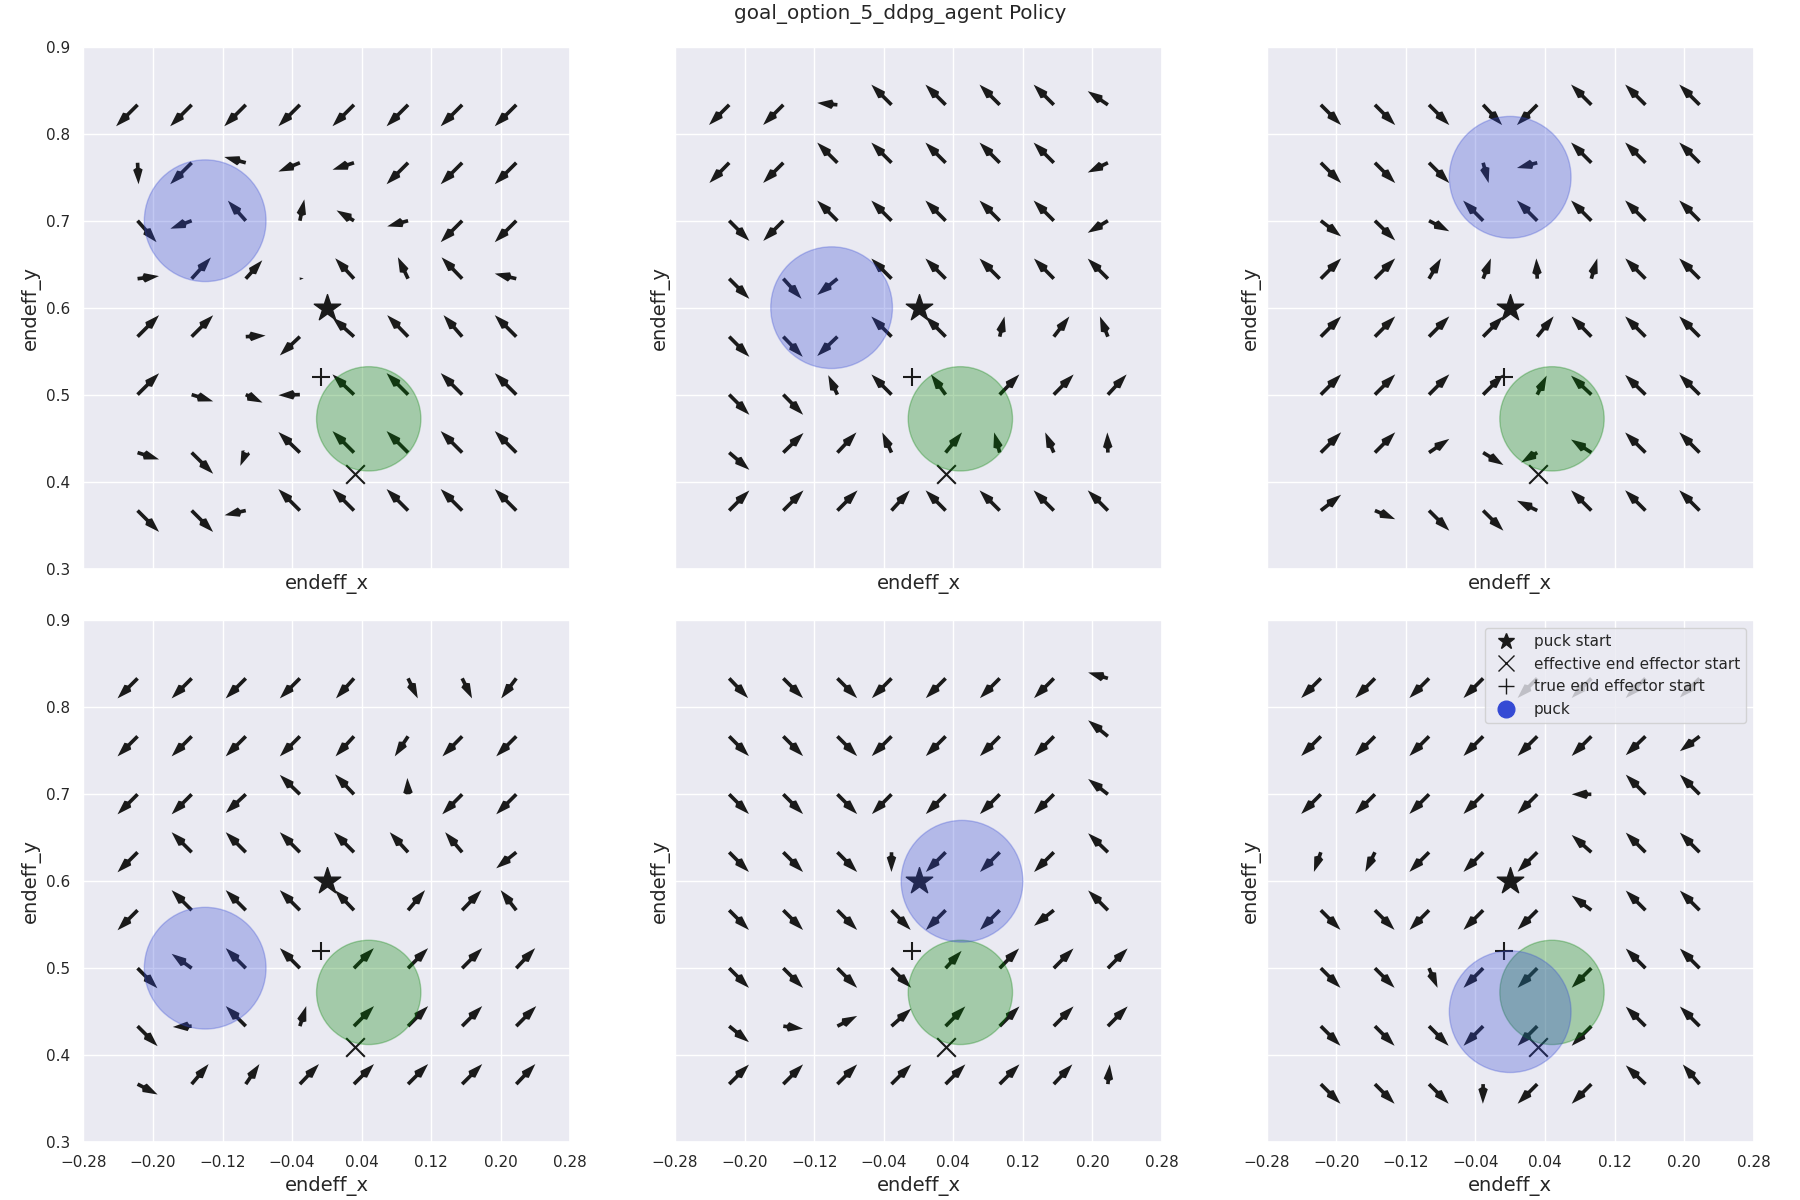 goal_option_5_ddpg_agent Policy
0.9
0.8
0.7
0.6
0.5
0.4
0.3
endeff_y
endeff_x
endeff_y
endeff_x
endeff_y
endeff_x
0.9
0.8
0.7
0.6
0.5
0.4
0.3
endeff_y
−0.28 −0.20 −0.12 −0.04 0.04 0.12 0.20 0.28
endeff_x
endeff_y
−0.28 −0.20 −0.12 −0.04 0.04 0.12 0.20 0.28
endeff_x
puck start
effective end effector start
true end effector start
puck
endeff_y
−0.28 −0.20 −0.12 −0.04 0.04 0.12 0.20 0.28
endeff_x